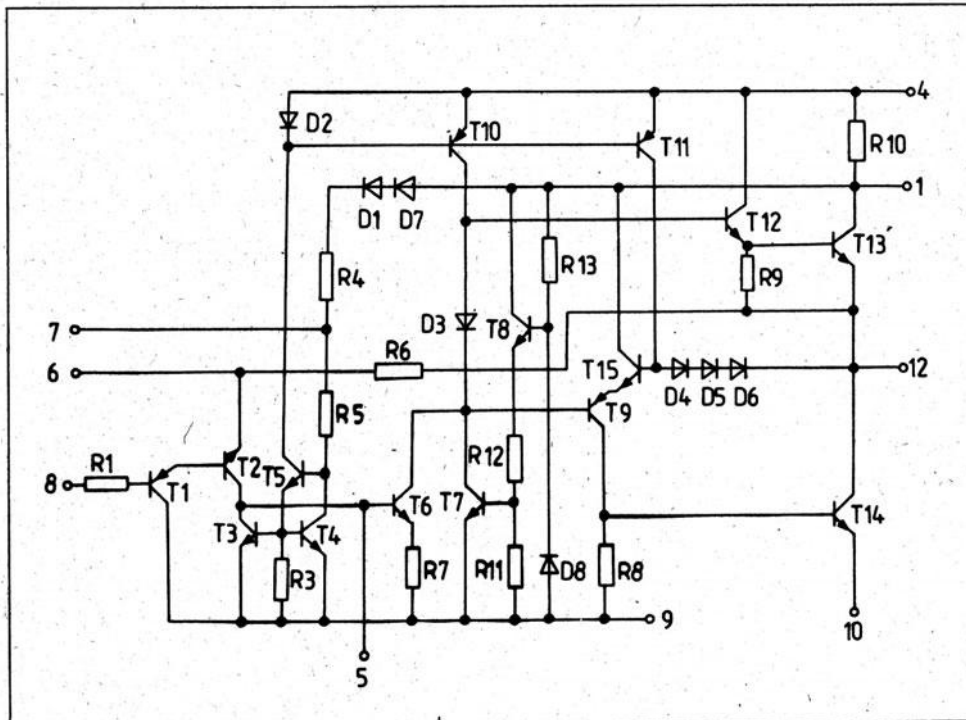 4
D2
T10
T11
R10
1
D1 D7
T12
T13'
R13
R4
R9
7
D3
T8
6
R6
12
T15
D4 D5 D6
R5
T9
R12
8
R1
T1
T2
T5
T6
T7
T14
T3
T4
R3
R7
R11
D8
R8
9
10
5